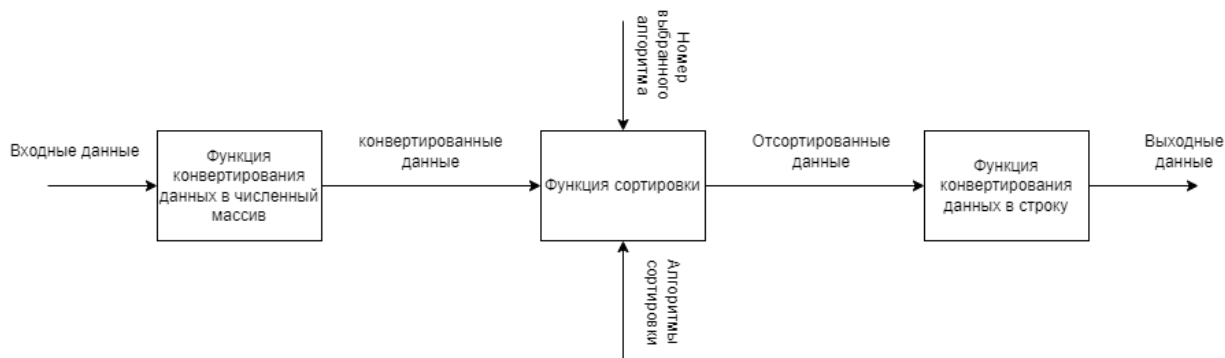 Номер
выбранного
алгоритма
Входные данные
Функция
конвертирования
данных в численный
массив
конвертированные
данные
Функция сортировки
Отсортированные
данные
Функция
конвертирования
данных в строку
Выходные
данные
Алгоритмы
сортировки